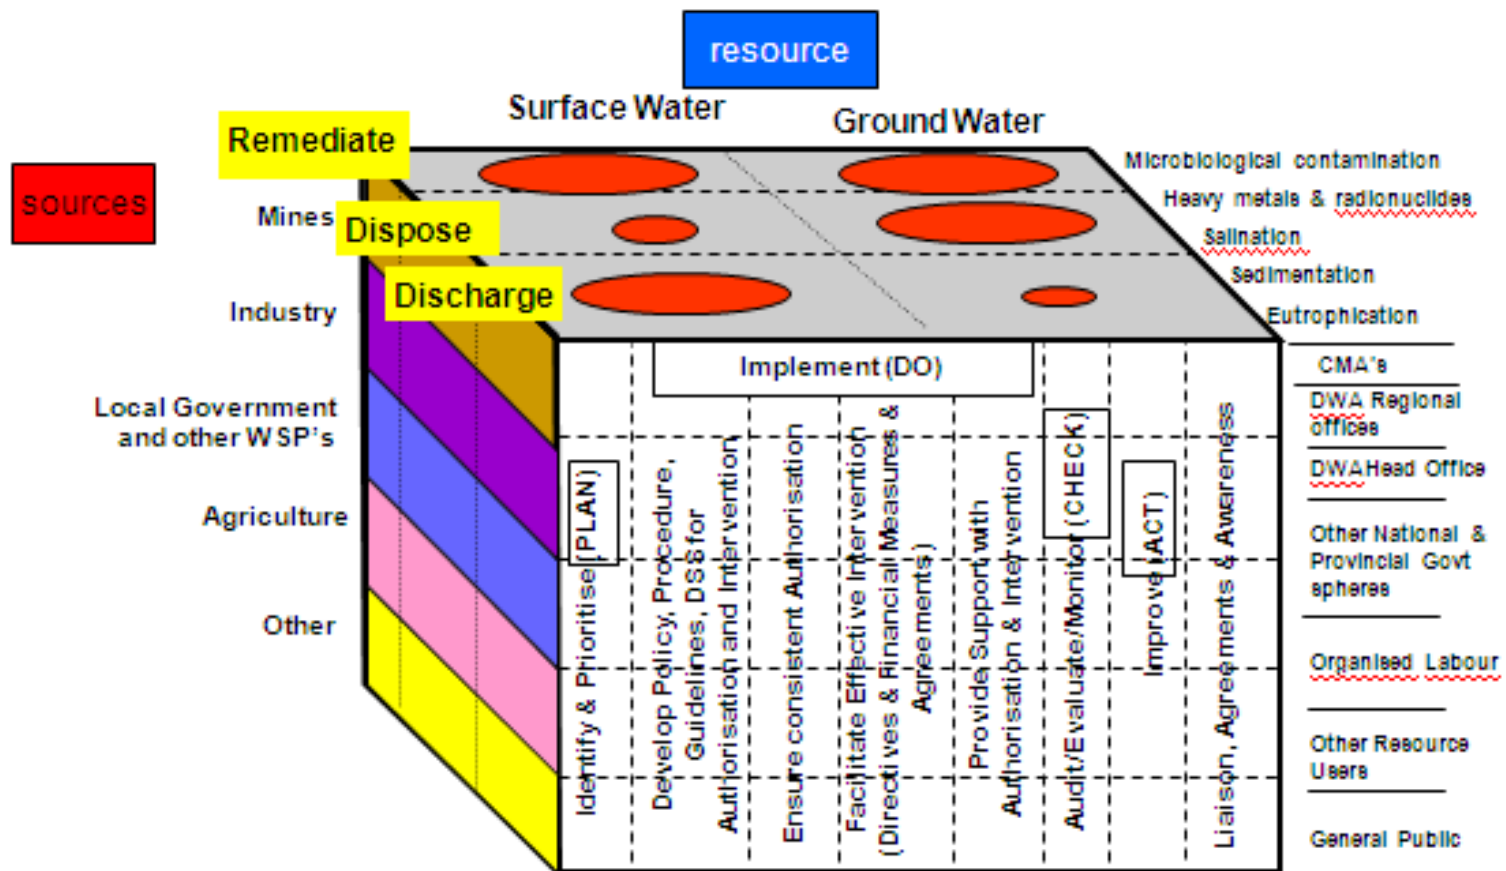 resource
Surface Water
Ground Water
Remediate
sources
Mines
Dispose
Discharge
Industry
Local Government
and other WSP's
Agriculture
Other
Microbiological contamination
Heavy metals & radionuclides
Salination
Sedimentation
Eutrophication
Implement (DO)
Identify & Prioritise (PLAN)
Develop Policy, Procedure,
Guidelines, DSS for
Authorisation and Intervention
Ensure consistent Authorisation
Facilitate Effective Intervention
(Directives & Financial Measures &
Agreements)
Provide Support with
Authorisation & Intervention
Audit/Evaluate/Monitor (CHECK)
Improve (ACT)
Liaison, Agreements & Awareness
CMA's
DWA Regional
offices
DWA Head Office
Other National &
Provincial Govt
spheres
Organised Labour
Other Resource
Users
General Public